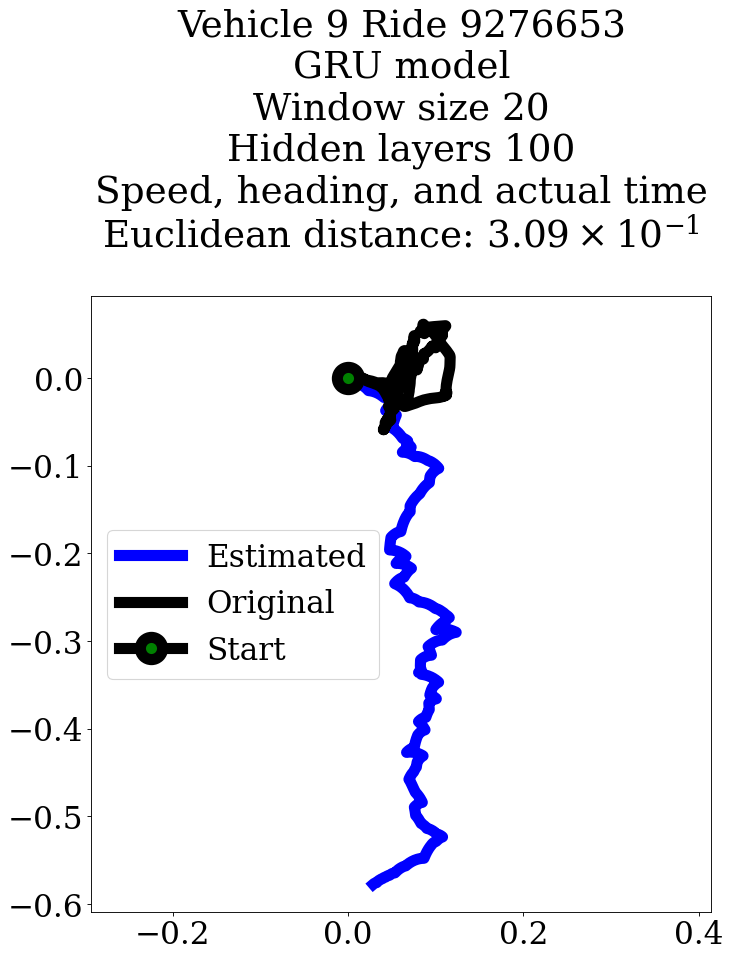 Vehicle 9 Ride 9276653
GRU model
Window size 20
Hidden layers 100
Speed, heading, and actual time
Euclidean distance: 3.09 × 10⁻¹
0.0
−0.1
−0.2
−0.3
−0.4
−0.5
−0.6
Estimated
Original
Start
−0.2
0.0
0.2
0.4